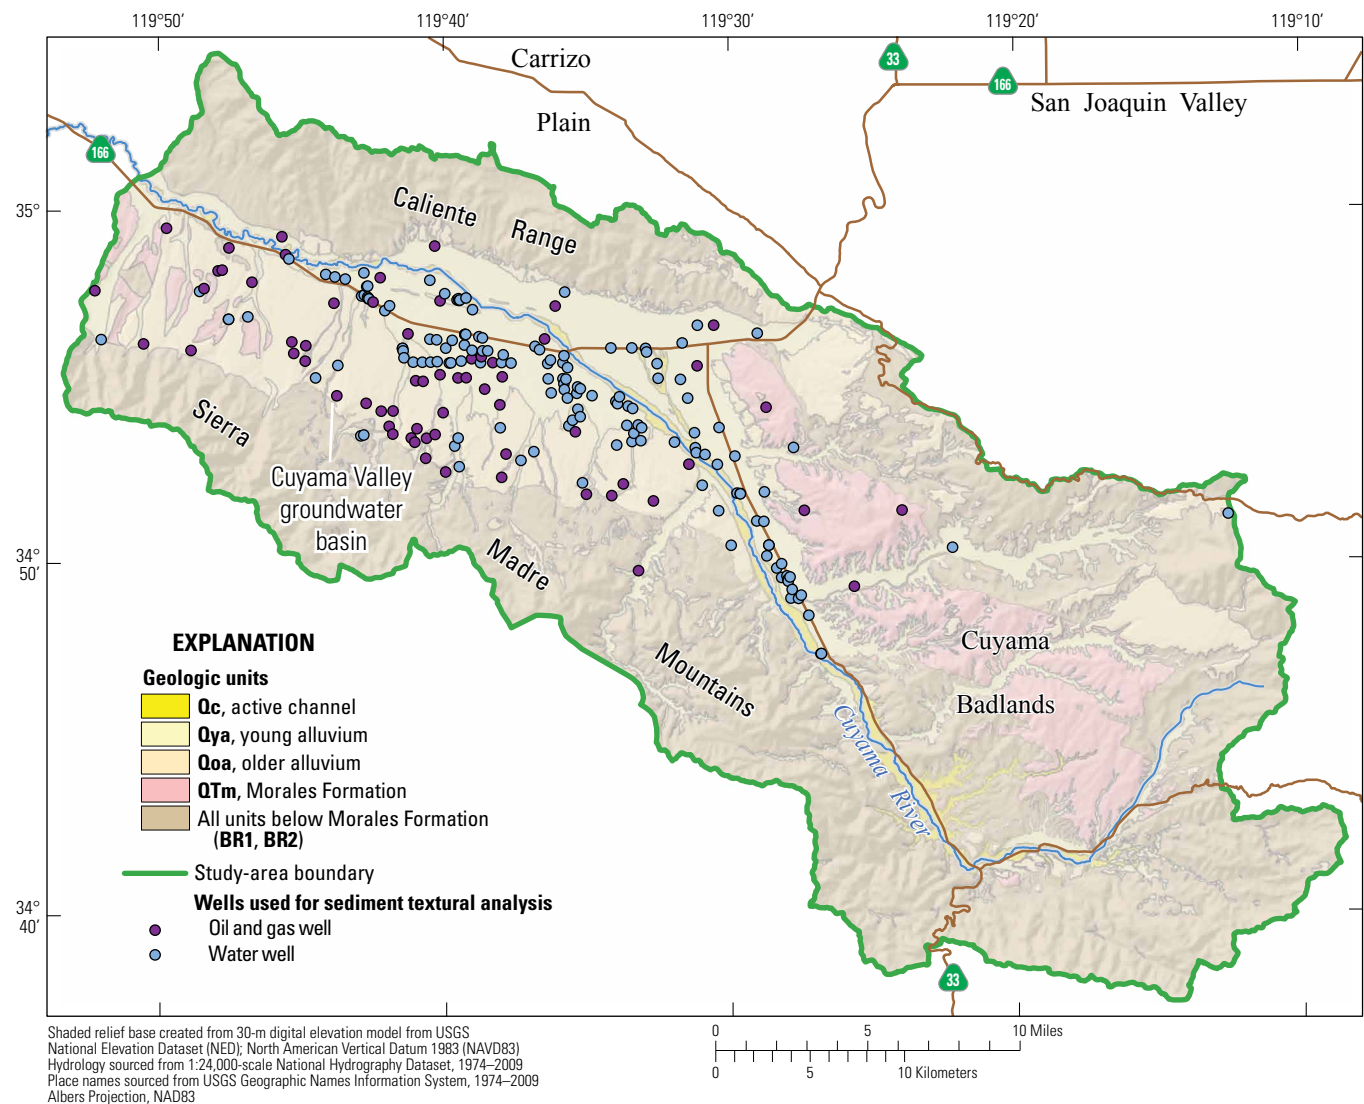 119°50′ 119°40′ 119°30′ 119°20′ 119°10′
33
Carrizo
166
San Joaquin Valley
Plain
166
35°
Caliente Range
Sierra
Cuyama Valley
groundwater
basin
Madre
34°
50′
Mountains
Cuyama
Badlands
Cuyama
River
EXPLANATION
Geologic units
Qc, active channel
Qya, young alluvium
Qoa, older alluvium
QTm, Morales Formation
All units below Morales Formation
(BR1, BR2)
Study-area boundary
Wells used for sediment textural analysis
Oil and gas well
Water well
34°
40′
33
Shaded relief base created from 30-m digital elevation model from USGS
National Elevation Dataset (NED); North American Vertical Datum 1983 (NAVD83)
Hydrology sourced from 1:24,000-scale National Hydrography Dataset, 1974–2009
Place names sourced from USGS Geographic Names Information System, 1974–2009
Albers Projection, NAD83
0 5 10 Miles
0 5 10 Kilometers